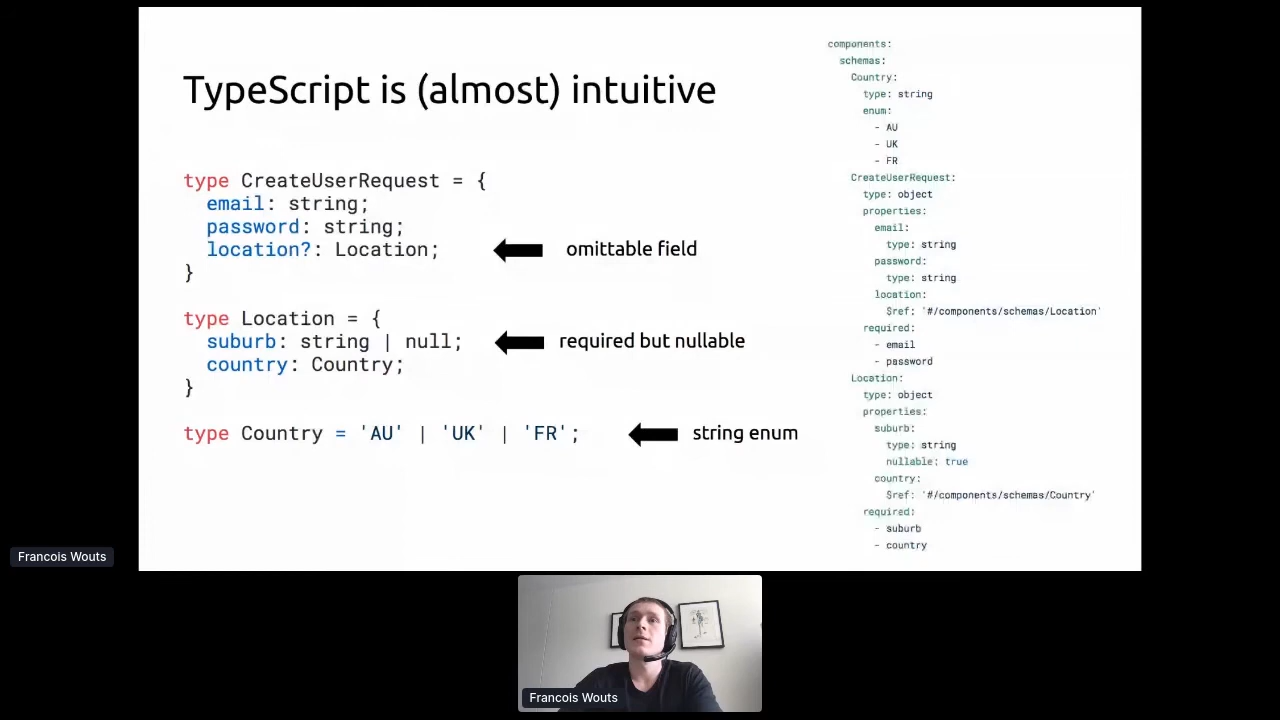 TypeScript is (almost) intuitive
type CreateUserRequest = {
email: string;
password: string;
location?: Location;
omittable field
}
type Location = {
suburb: string | null;
required but nullable
country: Country;
}
type Country = 'AU' | 'UK' | 'FR';
string enum
components:
schemas:
Country:
type: string
enum:
- AU
- UK
- FR
CreateUserRequest:
type: object
properties:
email:
type: string
password:
type: string
location:
$ref: '#/components/schemas/Location'
required:
- email
- password
Location:
type: object
properties:
suburb:
type: string
nullable: true
country:
$ref: '#/components/schemas/Country'
required:
- suburb
- country
Francois Wouts
Francois Wouts